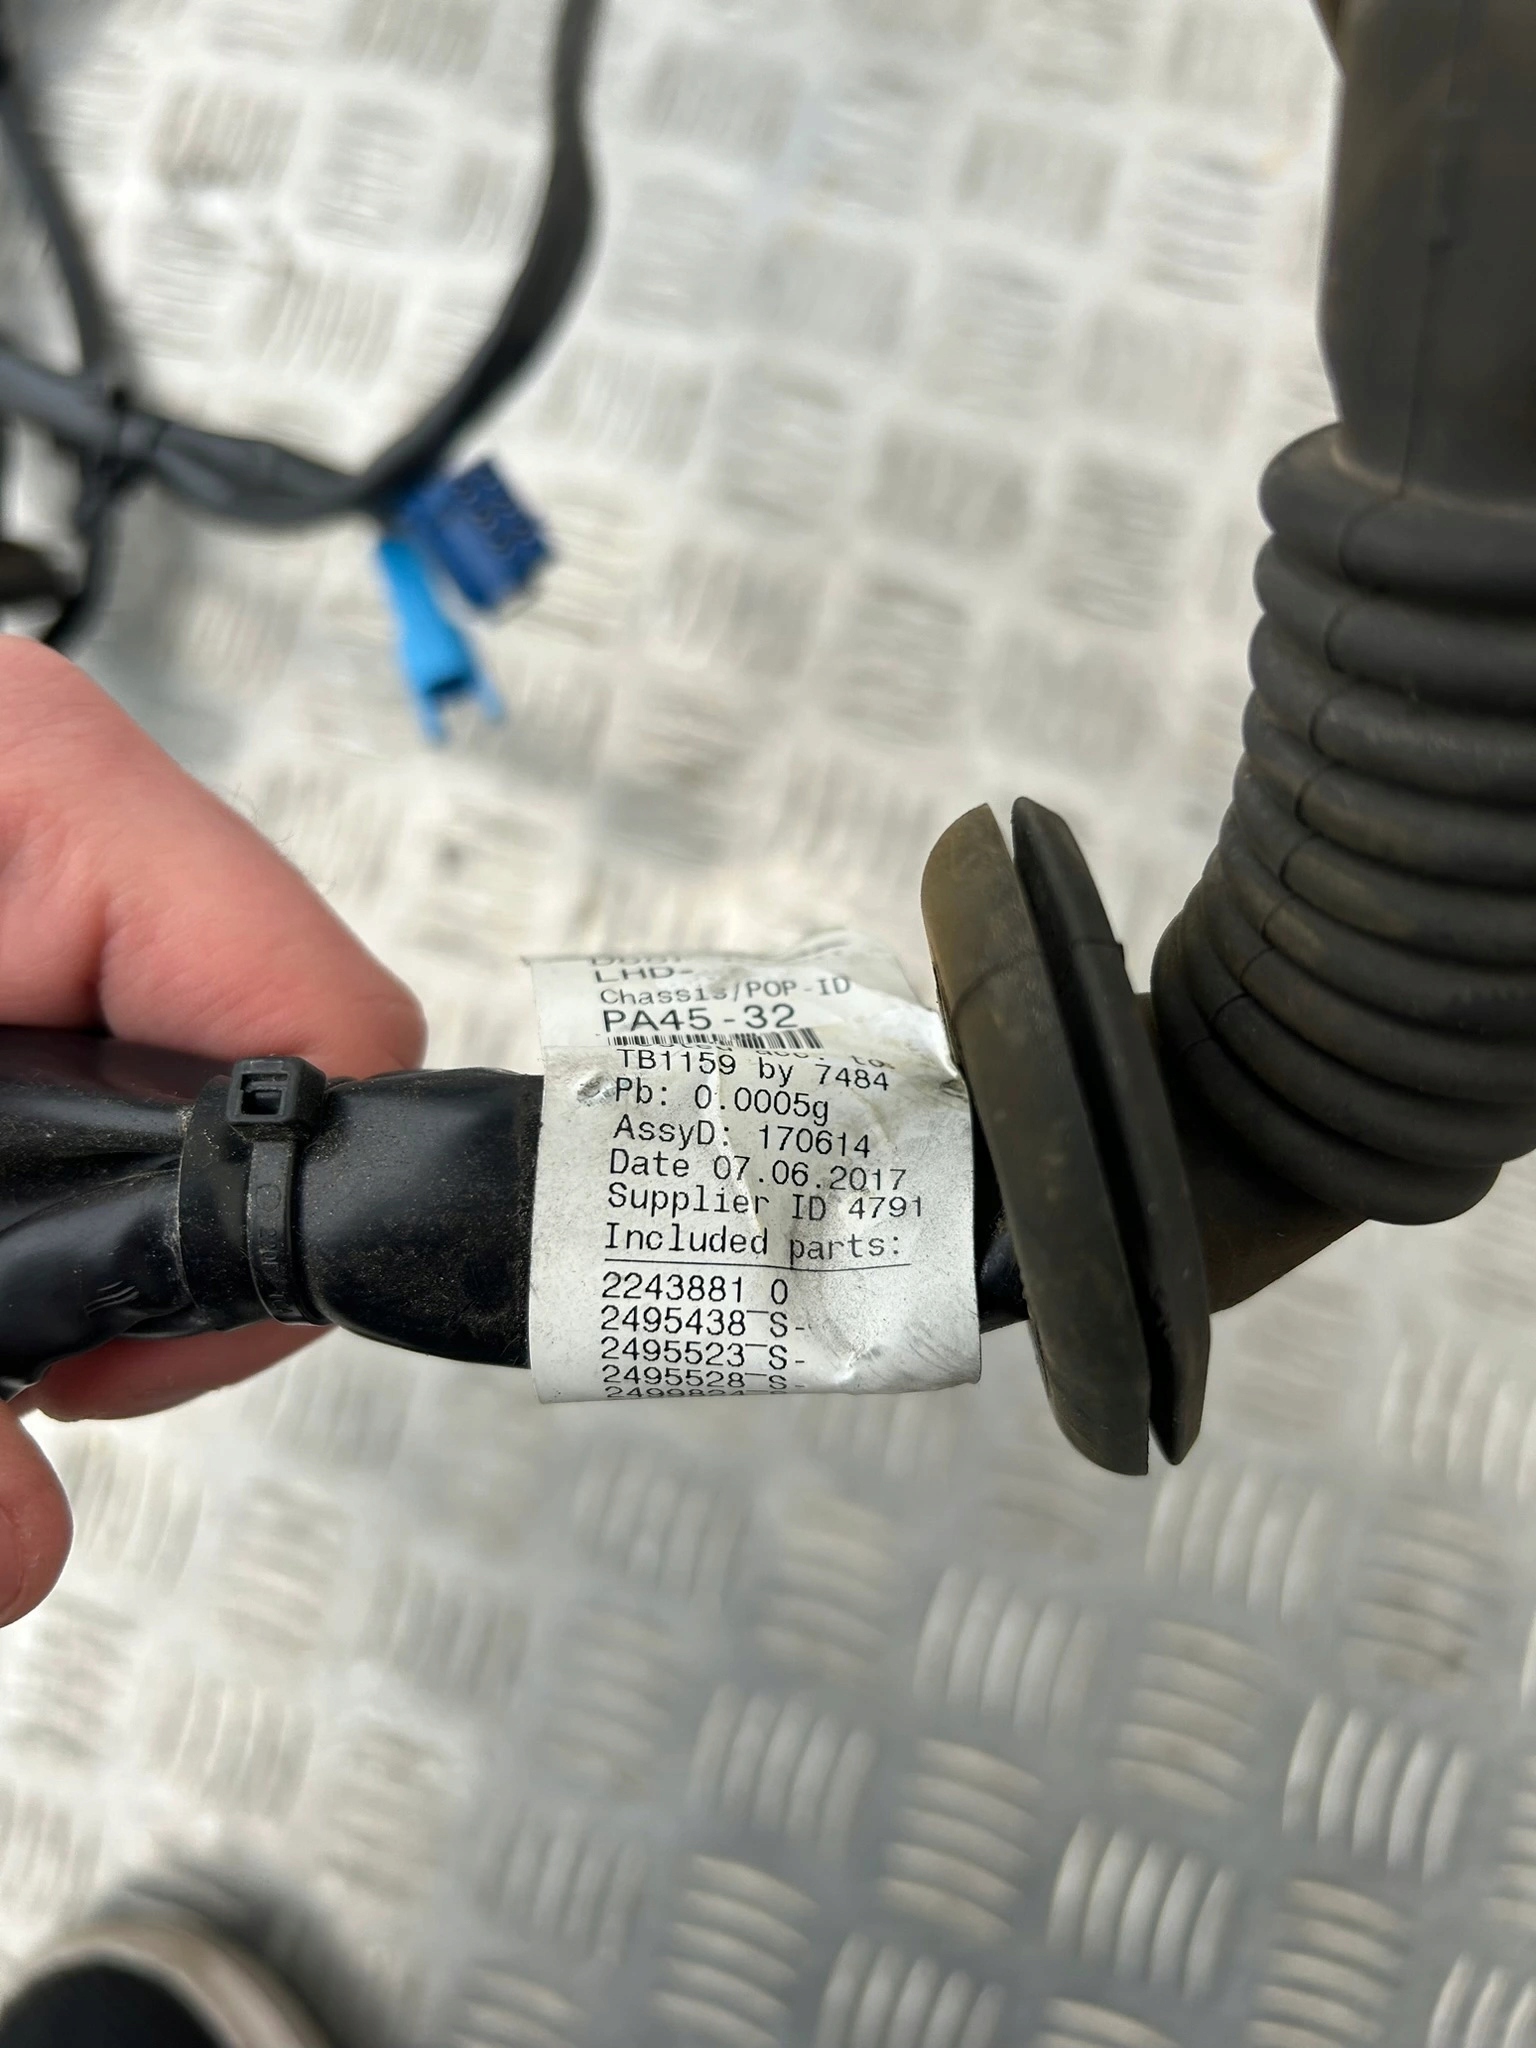 LHD-
Chassis/POP-ID
PA45-32
TB1159 by 7484
Pb: 0.0005g
AssyD: 170614
Date 07.06.2017
Supplier ID 4791
Included parts:
2243881 0
2495438 S-
2495523 S-
2495528 S-
2499824